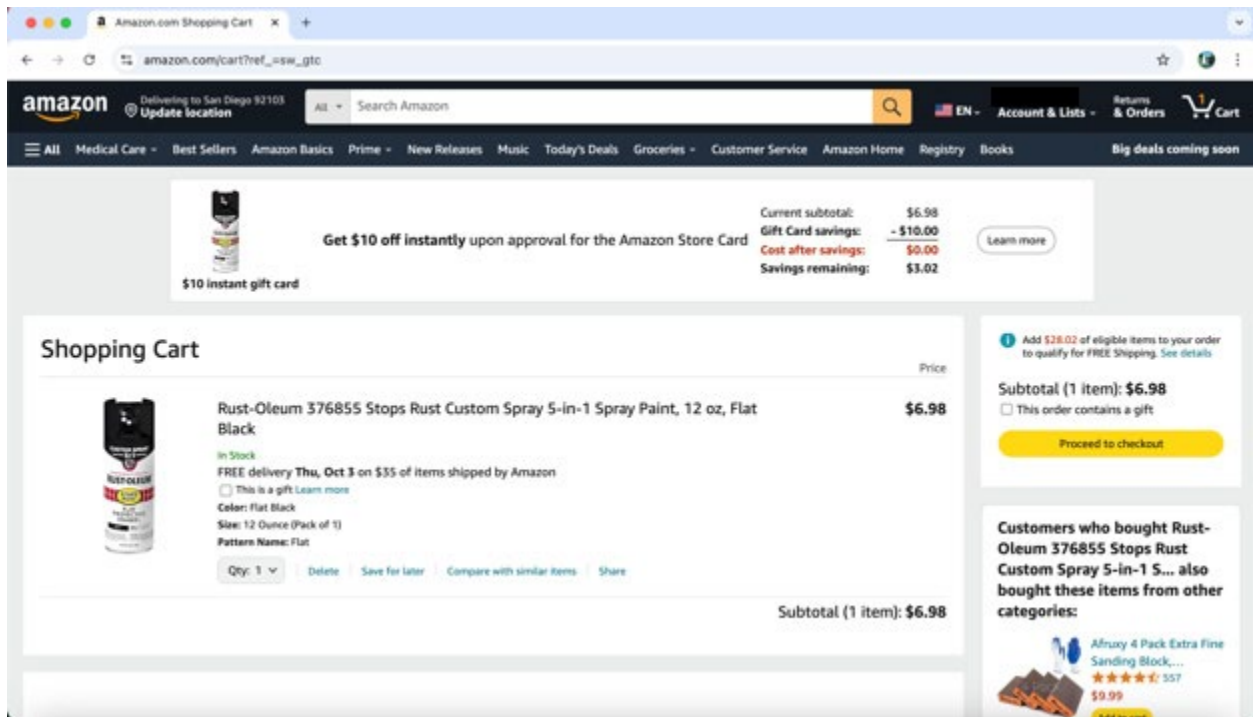 Amazon.com Shopping Cart
amazon.com/cart?ref_=sw_gtc
amazon
Delivering to San Diego 92103
Update location
All
Search Amazon
EN
Account & Lists
Returns
& Orders
1
Cart
All Medical Care Best Sellers Amazon Basics Prime New Releases Music Today's Deals Groceries Customer Service Amazon Home Registry Books Big deals coming soon
$10 instant gift card
Get $10 off instantly upon approval for the Amazon Store Card
Current subtotal: $6.98
Gift Card savings: - $10.00
Cost after savings: $0.00
Savings remaining: $3.02
Learn more
Shopping Cart
Price
RUST-OLEUM
Rust-Oleum 376855 Stops Rust Custom Spray 5-in-1 Spray Paint, 12 oz, Flat
Black
$6.98
In Stock
FREE delivery Thu, Oct 3 on $35 of items shipped by Amazon
This is a gift Learn more
Color: Flat Black
Size: 12 Ounce (Pack of 1)
Pattern Name: Flat
Qty: 1 Delete Save for later Compare with similar items Share
Subtotal (1 item): $6.98
Add $28.02 of eligible items to your order
to qualify for FREE Shipping. See details
Subtotal (1 item): $6.98
This order contains a gift
Proceed to checkout
Customers who bought Rust-
Oleum 376855 Stops Rust
Custom Spray 5-in-1 S... also
bought these items from other
categories:
Afruxy 4 Pack Extra Fine
Sanding Block,...
557
$9.99
Add to cart